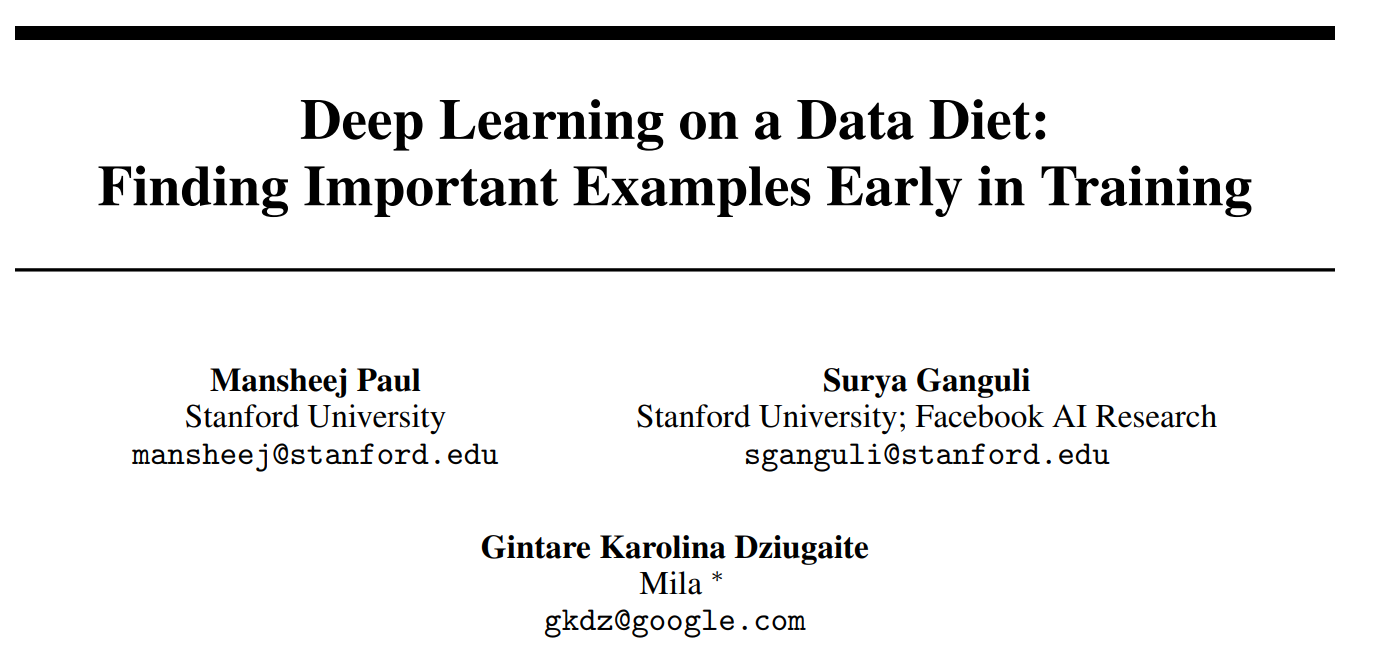 Deep Learning on a Data Diet:
Finding Important Examples Early in Training
Mansheej Paul
Stanford University
mansheej@stanford.edu
Surya Ganguli
Stanford University; Facebook AI Research
sganguli@stanford.edu
Gintare Karolina Dziugaite
Mila *
gkdz@google.com